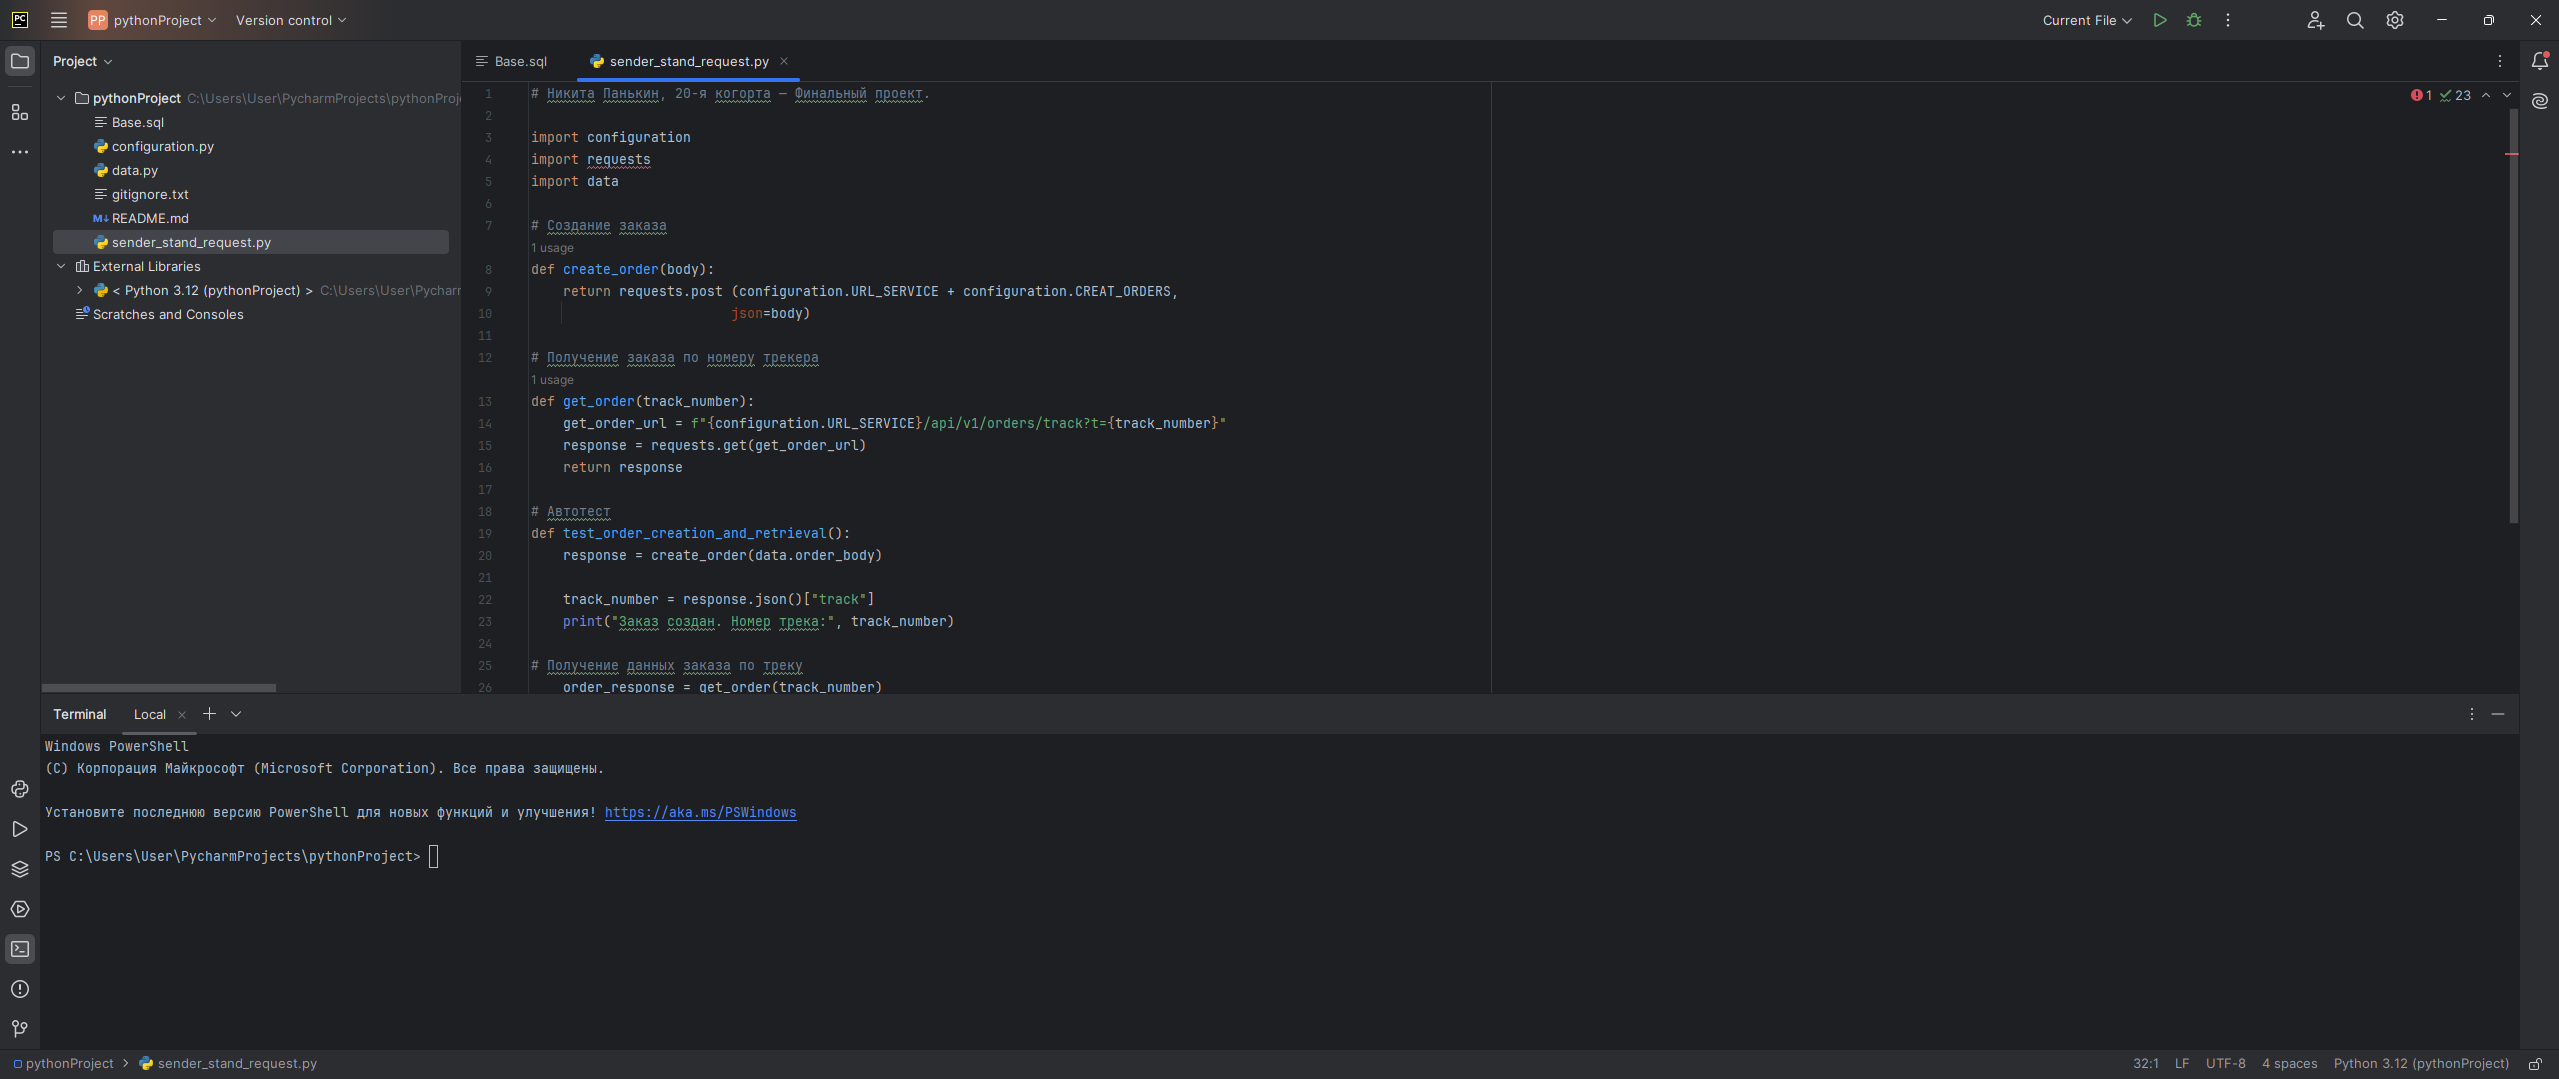 PC
PP pythonProject Version control
Current File
Project
pythonProject C:\Users\User\PycharmProjects\pythonProj
Base.sql
configuration.py
data.py
gitignore.txt
M↓ README.md
sender_stand_request.py
External Libraries
< Python 3.12 (pythonProject) > C:\Users\User\Pychar
Scratches and Consoles
Base.sql
sender_stand_request.py
1 23
1 # Никита Панькин, 20-я когорта — Финальный проект.
2
3 import configuration
4 import requests
5 import data
6
7 # Создание заказа
1 usage
8 def create_order(body):
9 return requests.post (configuration.URL_SERVICE + configuration.CREAT_ORDERS,
10 json=body)
11
12 # Получение заказа по номеру трекера
1 usage
13 def get_order(track_number):
14 get_order_url = f"{configuration.URL_SERVICE}/api/v1/orders/track?t={track_number}"
15 response = requests.get(get_order_url)
16 return response
17
18 # Автотест
19 def test_order_creation_and_retrieval():
20 response = create_order(data.order_body)
21
22 track_number = response.json()["track"]
23 print("Заказ создан. Номер трека:", track_number)
24
25 # Получение данных заказа по треку
26 order_response = get_order(track_number)
Terminal Local
Windows PowerShell
(C) Корпорация Майкрософт (Microsoft Corporation). Все права защищены.
Установите последнюю версию PowerShell для новых функций и улучшения! https://aka.ms/PSWindows
PS C:\Users\User\PycharmProjects\pythonProject>
pythonProject > sender_stand_request.py
32:1 LF UTF-8 4 spaces Python 3.12 (pythonProject)